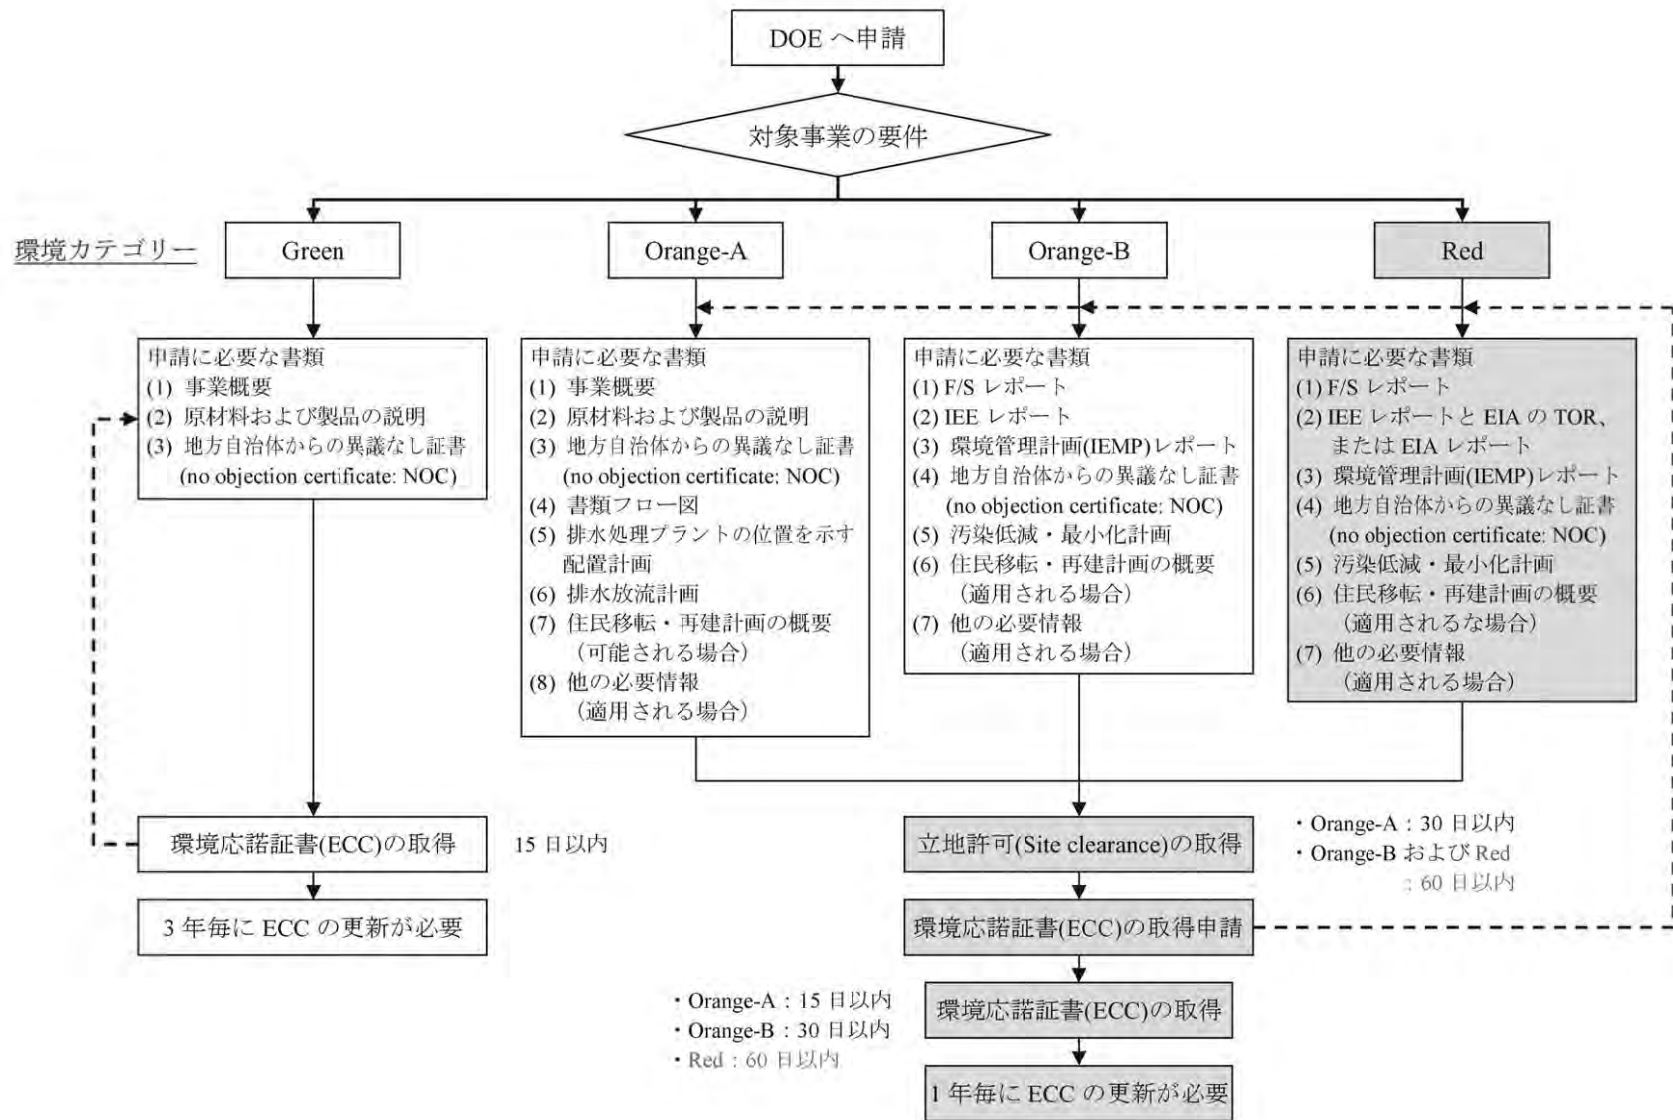 DOE へ申請
対象事業の要件
環境カテゴリー
Green
Orange-A
Orange-B
Red
申請に必要な書類
(1) 事業概要
(2) 原材料および製品の説明
(3) 地方自治体からの異議なし証書
(no objection certificate: NOC)
申請に必要な書類
(1) 事業概要
(2) 原材料および製品の説明
(3) 地方自治体からの異議なし証書
(no objection certificate: NOC)
(4) 書類フロー図
(5) 排水処理プラントの位置を示す
配置計画
(6) 排水放流計画
(7) 住民移転・再建計画の概要
（可能される場合）
(8) 他の必要情報
（適用される場合）
申請に必要な書類
(1) F/S レポート
(2) IEE レポート
(3) 環境管理計画(IEMP)レポート
(4) 地方自治体からの異議なし証書
(no objection certificate: NOC)
(5) 汚染低減・最小化計画
(6) 住民移転・再建計画の概要
（適用される場合）
(7) 他の必要情報
（適用される場合）
申請に必要な書類
(1) F/S レポート
(2) IEE レポートと EIA の TOR、
または EIA レポート
(3) 環境管理計画(IEMP)レポート
(4) 地方自治体からの異議なし証書
(no objection certificate: NOC)
(5) 汚染低減・最小化計画
(6) 住民移転・再建計画の概要
（適用されるな場合）
(7) 他の必要情報
（適用される場合）
環境応諾証書(ECC)の取得
15 日以内
3 年毎に ECC の更新が必要
立地許可(Site clearance)の取得
・Orange-A：30 日以内
・Orange-B および Red
：60 日以内
環境応諾証書(ECC)の取得申請
・Orange-A：15 日以内
・Orange-B：30 日以内
・Red：60 日以内
環境応諾証書(ECC)の取得
1 年毎に ECC の更新が必要